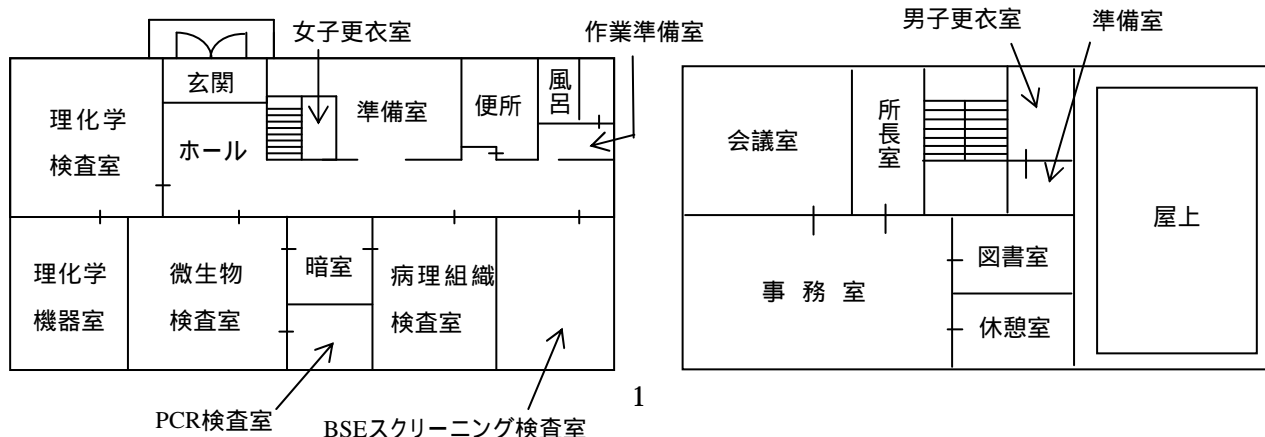 女子更衣室
作業準備室
男子更衣室
準備室
玄関
風呂
理化学
検査室
ホール
準備室
便所
会議室
所長室
屋上
理化学
機器室
微生物
検査室
暗室
病理組織
検査室
事務室
図書室
休憩室
1
PCR検査室
BSEスクリーニング検査室